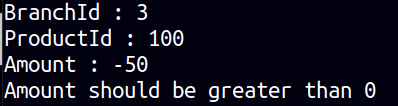 BranchId : 3
ProductId : 100
Amount : -50
Amount should be greater than 0